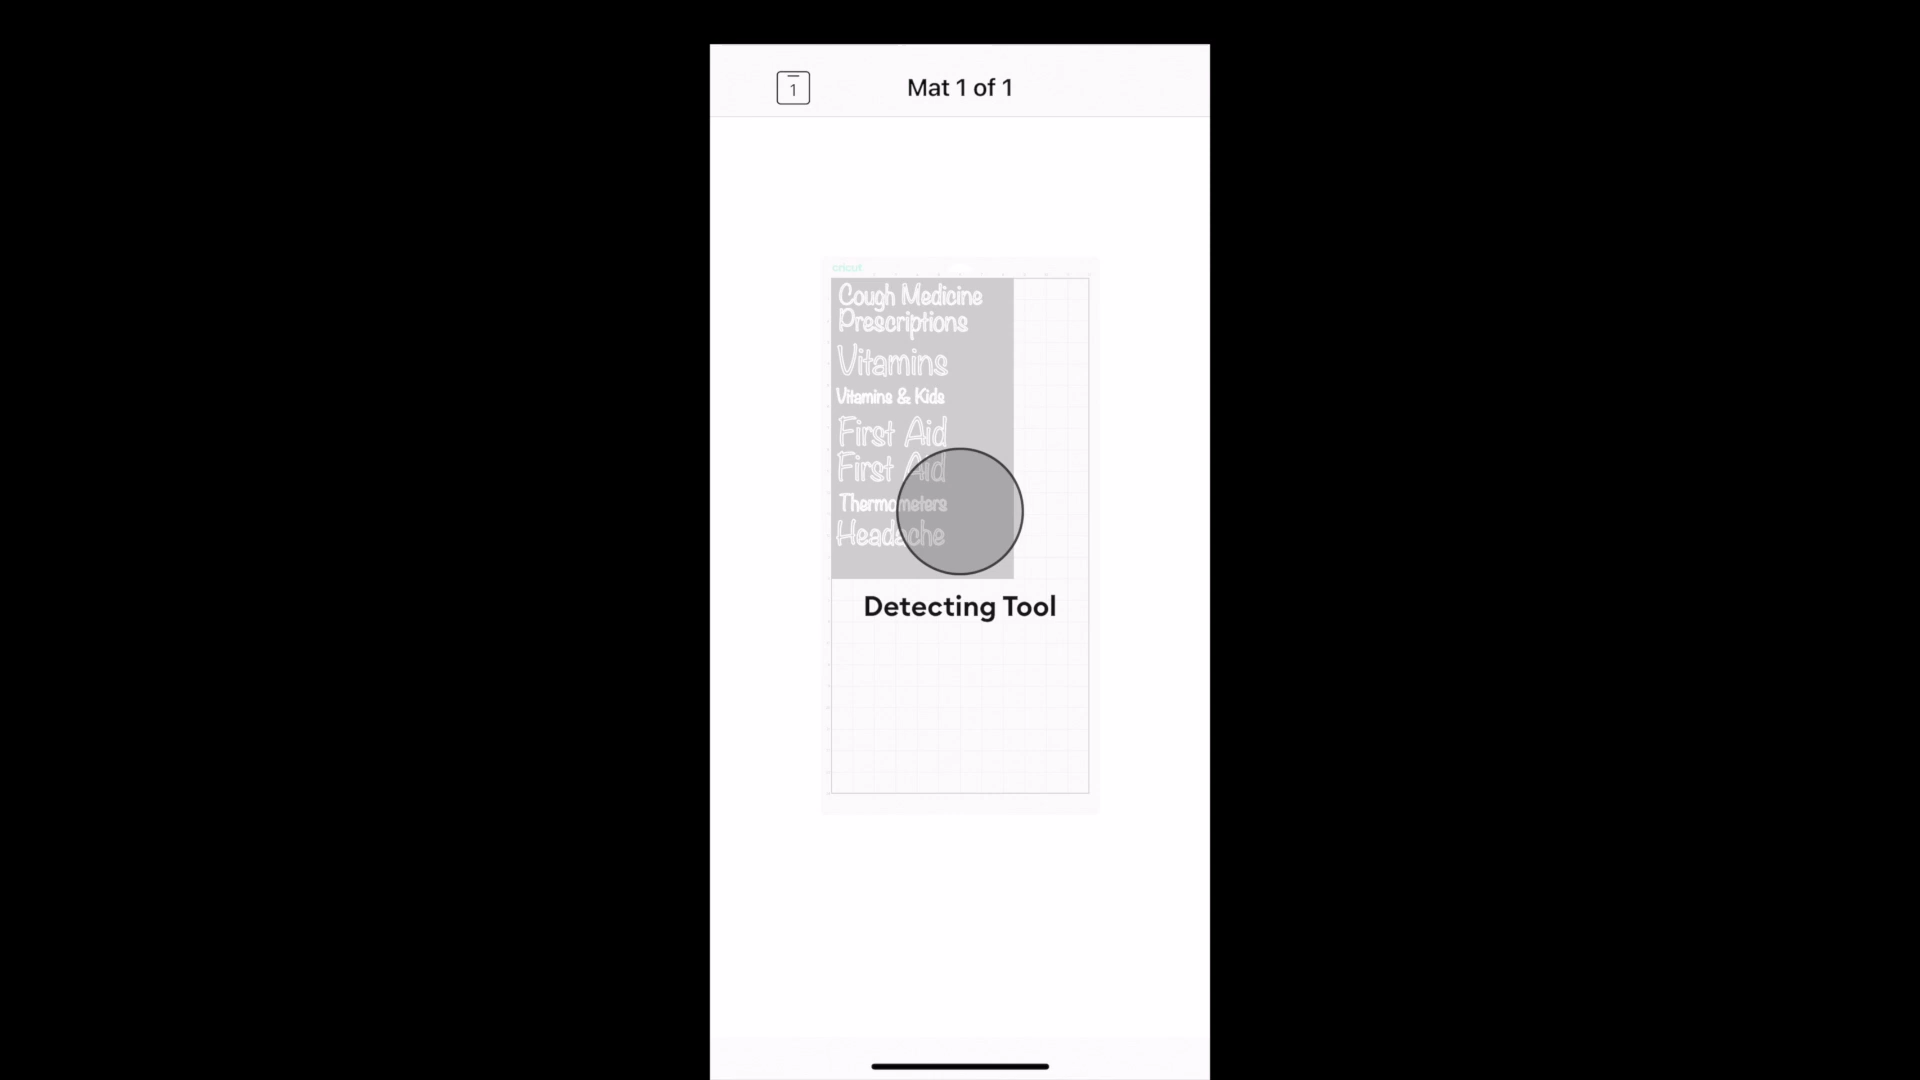 1
Mat 1 of 1
cricut
Cough Medicine
Prescriptions
Vitamins
Vitamins & Kids
First Aid
First Aid
Thermometers
Headache
Detecting Tool